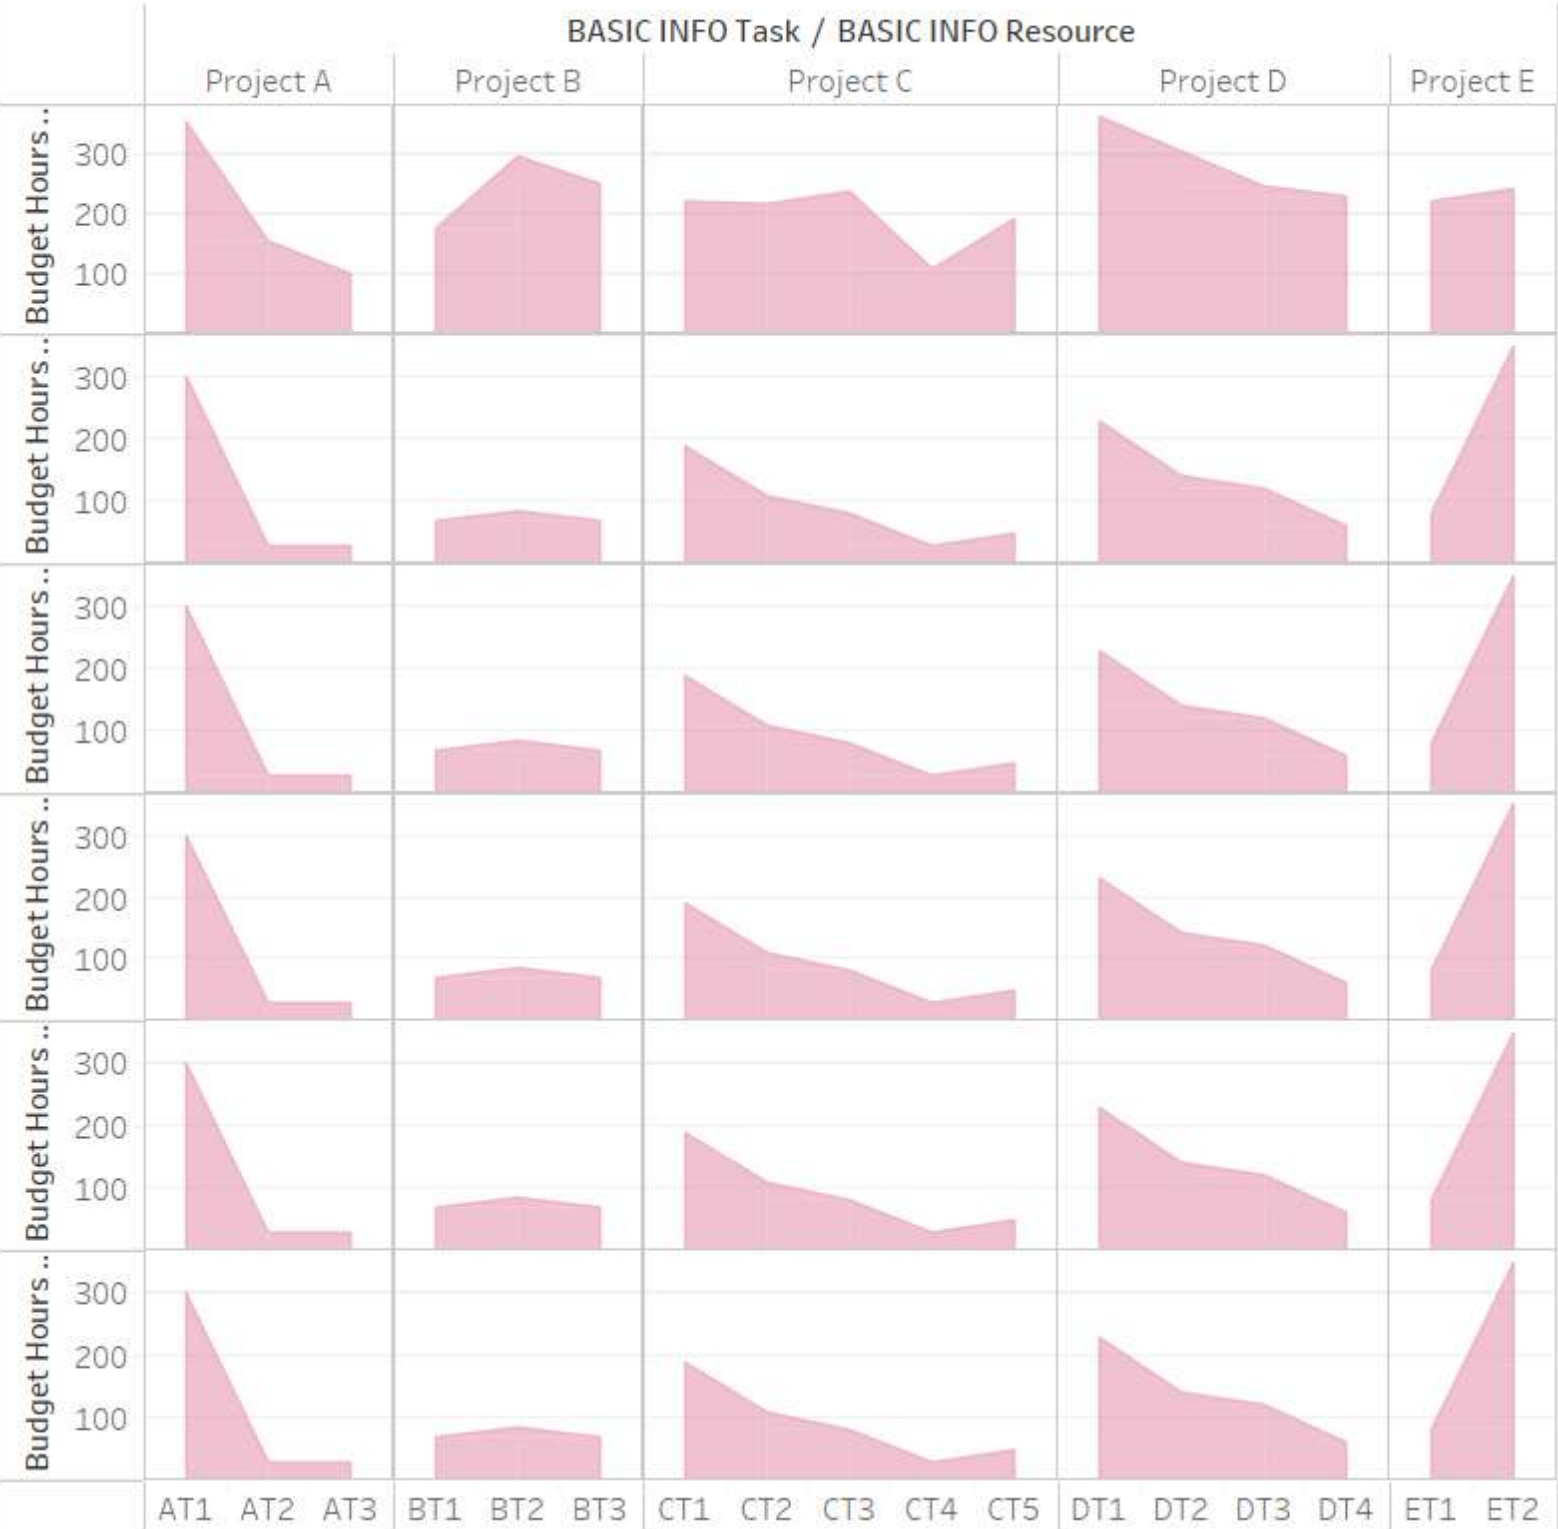 BASIC INFO Task / BASIC INFO Resource
Project A Project B Project C Project D Project E
Budget Hours ..
300
200
100
Budget Hours ..
300
200
100
Budget Hours ..
300
200
100
Budget Hours ..
300
200
100
Budget Hours ..
300
200
100
Budget Hours ..
300
200
100
AT1 AT2 AT3 BT1 BT2 BT3 CT1 CT2 CT3 CT4 CT5 DT1 DT2 DT3 DT4 ET1 ET2